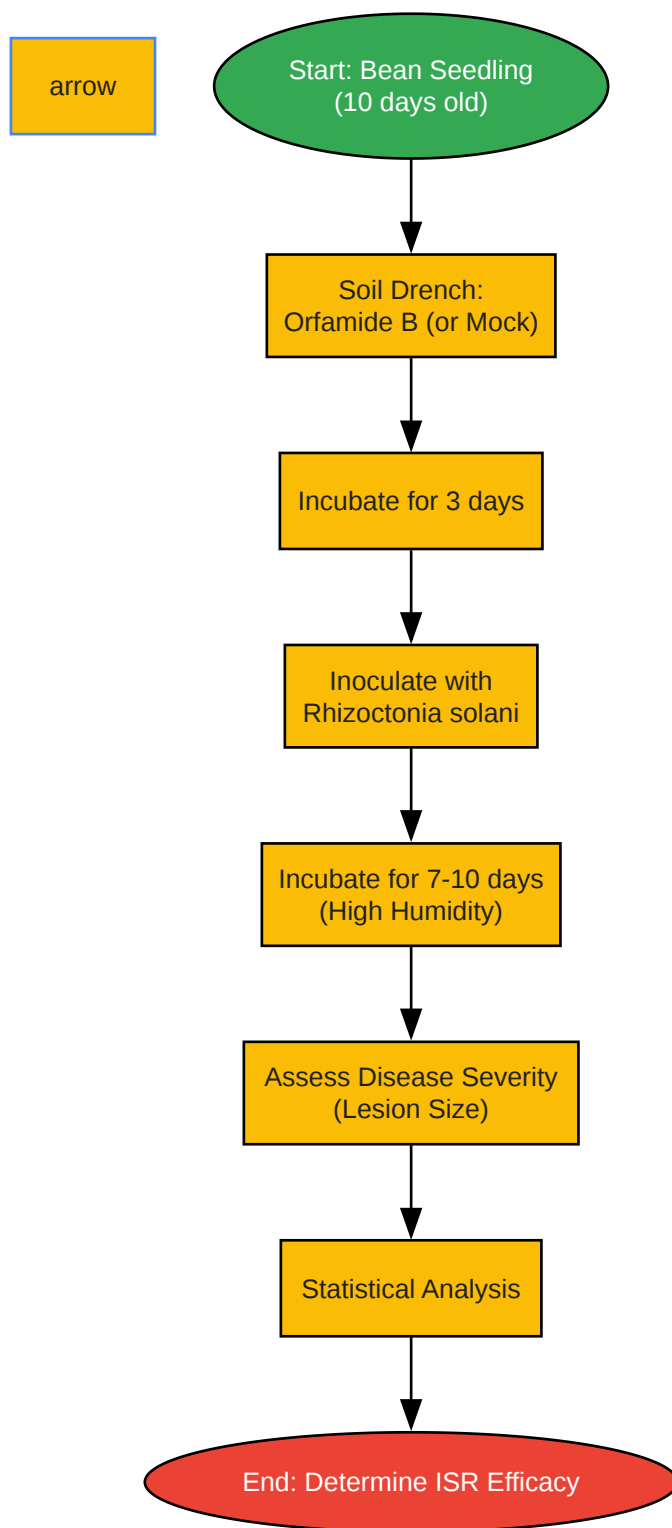 arrow
Start: Bean Seedling
(10 days old)
Soil Drench:
Orfamide B (or Mock)
Incubate for 3 days
Inoculate with
Rhizoctonia solani
Incubate for 7-10 days
(High Humidity)
Assess Disease Severity
(Lesion Size)
Statistical Analysis
End: Determine ISR Efficacy